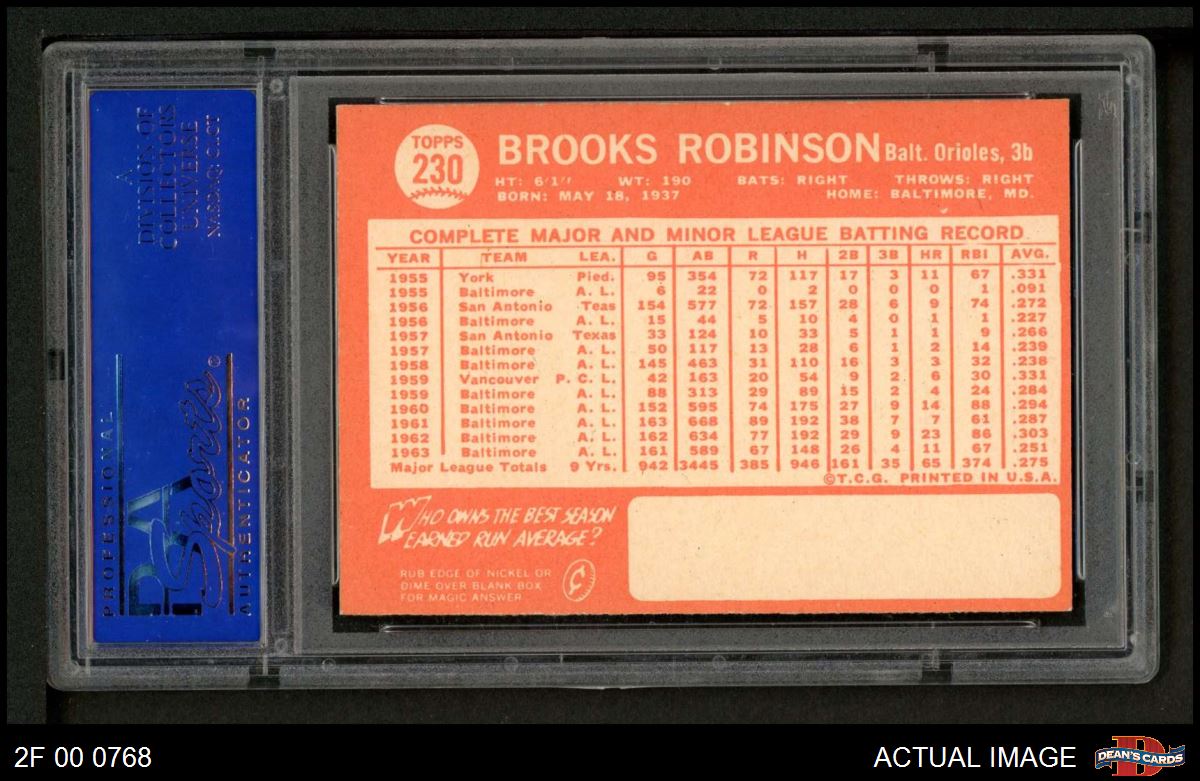 A
DIVISION OF
COLLECTORS
UNIVERSE
NASDAQ: CLCT
PROFESSIONAL
PSA
Sports®
AUTHENTICATOR
TOPPS
230
BROOKS ROBINSON Balt. Orioles, 3b
HT: 6'1" WT: 190 BATS: RIGHT THROWS: RIGHT
BORN: MAY 18, 1937 HOME: BALTIMORE, MD.
COMPLETE MAJOR AND MINOR LEAGUE BATTING RECORD
YEAR TEAM LEA. G AB R H 2B 3B HR RBI AVG.
1955 York Pied. 95 354 72 117 17 3 11 67 .331
1955 Baltimore A. L. 6 22 0 2 0 0 0 1 .091
1956 San Antonio Teas 154 577 72 157 28 6 9 74 .272
1956 Baltimore A. L. 15 44 5 10 4 0 1 1 .227
1957 San Antonio Texas 33 124 10 33 5 1 1 9 .266
1957 Baltimore A. L. 50 117 13 28 6 1 2 14 .239
1958 Baltimore A. L. 145 463 31 110 16 3 3 32 .238
1959 Vancouver P. C. L. 42 163 20 54 9 2 6 30 .331
1959 Baltimore A. L. 88 313 29 89 15 2 4 24 .284
1960 Baltimore A. L. 152 595 74 175 27 9 14 88 .294
1961 Baltimore A. L. 163 668 89 192 38 7 7 61 .287
1962 Baltimore A. L. 162 634 77 192 29 9 23 86 .303
1963 Baltimore A. L. 161 589 67 148 26 4 11 67 .251
Major League Totals 9 Yrs. 942 3445 385 946 161 35 65 374 .275
©T.C.G. PRINTED IN U.S.A.
WHO OWNS THE BEST SEASON
EARNED RUN AVERAGE?
RUB EDGE OF NICKEL OR
DIME OVER BLANK BOX
FOR MAGIC ANSWER
2F 00 0768
ACTUAL IMAGE
D
DEAN'S CARDS